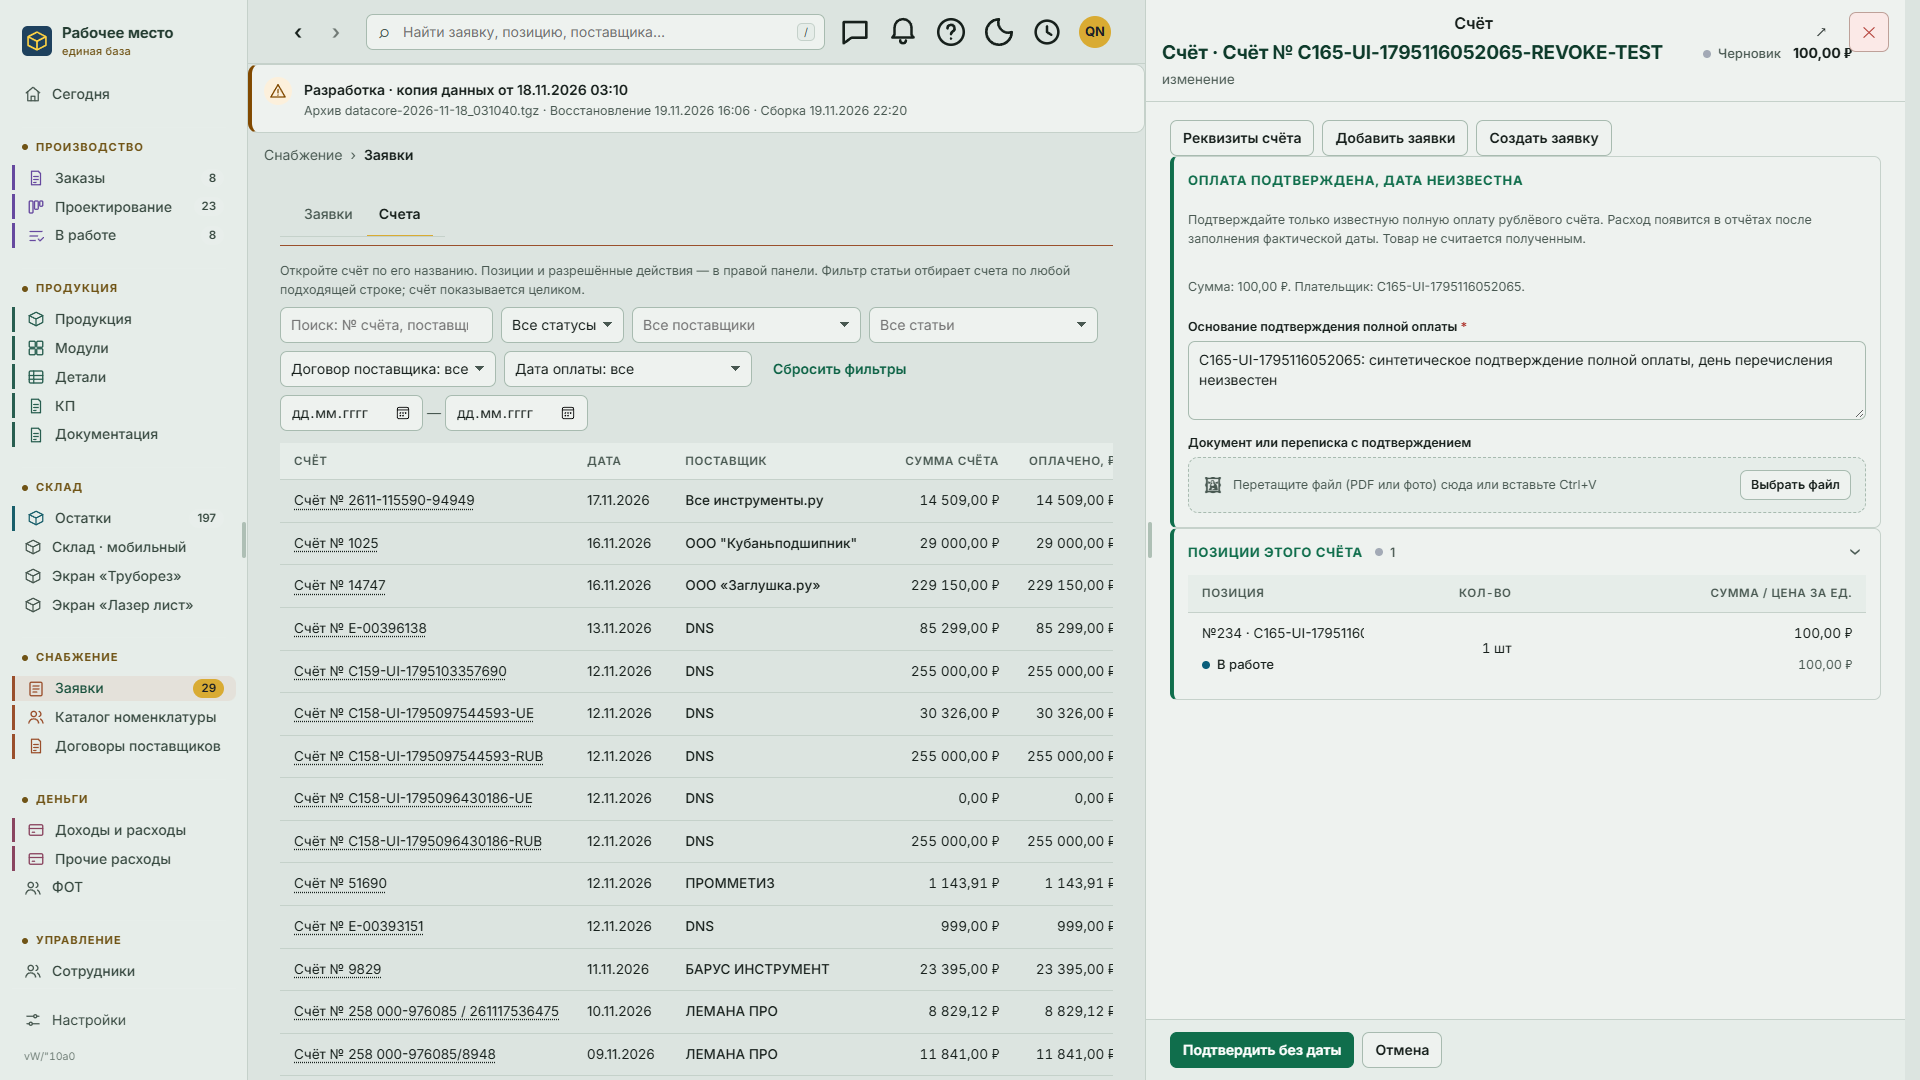 Рабочее место
единая база
Сегодня
ПРОИЗВОДСТВО
Заказы 8
Проектирование 23
В работе 8
ПРОДУКЦИЯ
Продукция
Модули
Детали
КП
Документация
СКЛАД
Остатки 197
Склад · мобильный
Экран «Труборез»
Экран «Лазер лист»
СНАБЖЕНИЕ
Заявки 29
Каталог номенклатуры
Договоры поставщиков
ДЕНЬГИ
Доходы и расходы
Прочие расходы
ФОТ
УПРАВЛЕНИЕ
Сотрудники
Настройки
vW/"10a0
Найти заявку, позицию, поставщика... /
QN
Разработка · копия данных от 18.11.2026 03:10
Архив datacore-2026-11-18_031040.tgz · Восстановление 19.11.2026 16:06 · Сборка 19.11.2026 22:20
Снабжение › Заявки
Заявки Счета
Откройте счёт по его названию. Позиции и разрешённые действия — в правой панели. Фильтр статьи отбирает счета по любой
подходящей строке; счёт показывается целиком.
Поиск: № счёта, поставщи Все статусы Все поставщики Все статьи
Договор поставщика: все Дата оплаты: все Сбросить фильтры
дд.мм.гггг — дд.мм.гггг
СЧЁТ ДАТА ПОСТАВЩИК СУММА СЧЁТА ОПЛАЧЕНО, ₽
Счёт № 2611-115590-94949 17.11.2026 Все инструменты.ру 14 509,00 ₽ 14 509,00 ₽
Счёт № 1025 16.11.2026 ООО "Кубаньподшипник" 29 000,00 ₽ 29 000,00 ₽
Счёт № 14747 16.11.2026 ООО «Заглушка.ру» 229 150,00 ₽ 229 150,00 ₽
Счёт № E-00396138 13.11.2026 DNS 85 299,00 ₽ 85 299,00 ₽
Счёт № C159-UI-1795103357690 12.11.2026 DNS 255 000,00 ₽ 255 000,00 ₽
Счёт № C158-UI-1795097544593-UE 12.11.2026 DNS 30 326,00 ₽ 30 326,00 ₽
Счёт № C158-UI-1795097544593-RUB 12.11.2026 DNS 255 000,00 ₽ 255 000,00 ₽
Счёт № C158-UI-1795096430186-UE 12.11.2026 DNS 0,00 ₽ 0,00 ₽
Счёт № C158-UI-1795096430186-RUB 12.11.2026 DNS 255 000,00 ₽ 255 000,00 ₽
Счёт № 51690 12.11.2026 ПРОММЕТИЗ 1 143,91 ₽ 1 143,91 ₽
Счёт № E-00393151 12.11.2026 DNS 999,00 ₽ 999,00 ₽
Счёт № 9829 11.11.2026 БАРУС ИНСТРУМЕНТ 23 395,00 ₽ 23 395,00 ₽
Счёт № 258 000-976085 / 261117536475 10.11.2026 ЛЕМАНА ПРО 8 829,12 ₽ 8 829,12 ₽
Счёт № 258 000-976085/8948 09.11.2026 ЛЕМАНА ПРО 11 841,00 ₽ 11 841,00 ₽
Счёт
Счёт · Счёт № C165-UI-1795116052065-REVOKE-TEST
Черновик 100,00 ₽
изменение
Реквизиты счёта Добавить заявки Создать заявку
ОПЛАТА ПОДТВЕРЖДЕНА, ДАТА НЕИЗВЕСТНА
Подтверждайте только известную полную оплату рублёвого счёта. Расход появится в отчётах после
заполнения фактической даты. Товар не считается полученным.
Сумма: 100,00 ₽. Плательщик: C165-UI-1795116052065.
Основание подтверждения полной оплаты *
C165-UI-1795116052065: синтетическое подтверждение полной оплаты, день перечисления
неизвестен
Документ или переписка с подтверждением
Перетащите файл (PDF или фото) сюда или вставьте Ctrl+V Выбрать файл
ПОЗИЦИИ ЭТОГО СЧЁТА 1
ПОЗИЦИЯ КОЛ-ВО СУММА / ЦЕНА ЗА ЕД.
№234 · C165-UI-1795116 100,00 ₽
1 шт
В работе 100,00 ₽
Подтвердить без даты Отмена